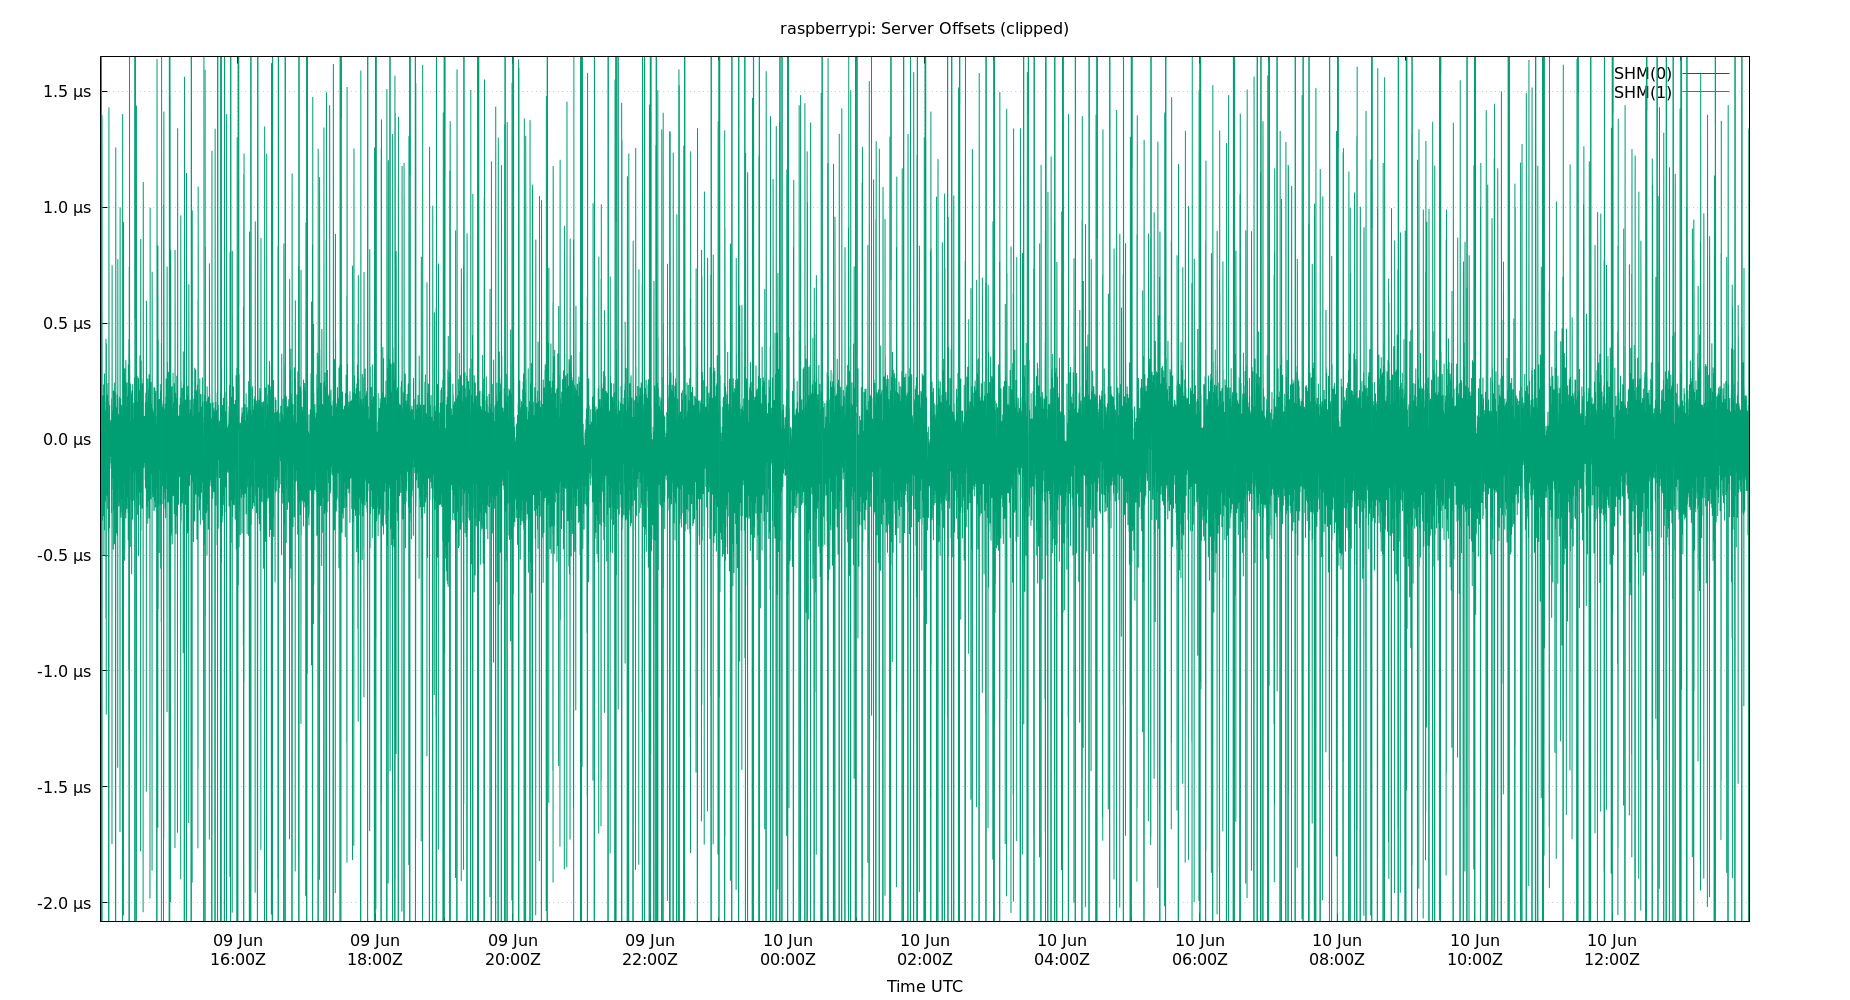 raspberrypi: Server Offsets (clipped)
SHM(0)
SHM(1)
1.5 µs
1.0 µs
0.5 µs
0.0 µs
-0.5 µs
-1.0 µs
-1.5 µs
-2.0 µs
09 Jun 09 Jun 09 Jun 09 Jun 10 Jun 10 Jun 10 Jun 10 Jun 10 Jun 10 Jun 10 Jun
16:00Z 18:00Z 20:00Z 22:00Z 00:00Z 02:00Z 04:00Z 06:00Z 08:00Z 10:00Z 12:00Z
Time UTC